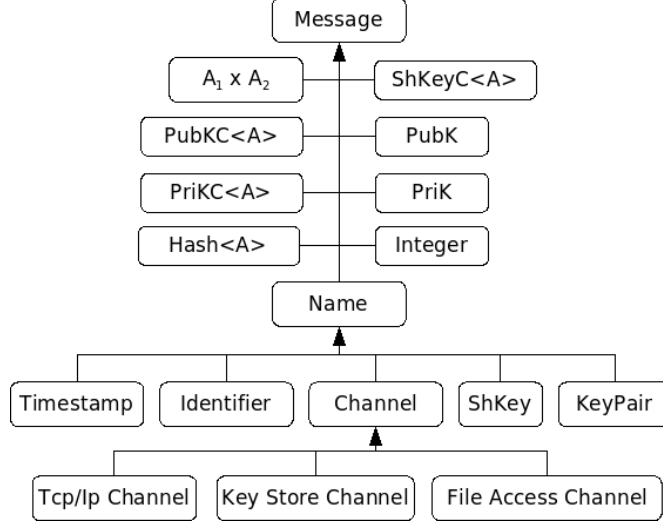 Message
A₁ x A₂
ShKeyC<A>
PubKC<A>
PubK
PriKC<A>
PriK
Hash<A>
Integer
Name
Timestamp
Identifier
Channel
ShKey
KeyPair
Tcp/Ip Channel
Key Store Channel
File Access Channel